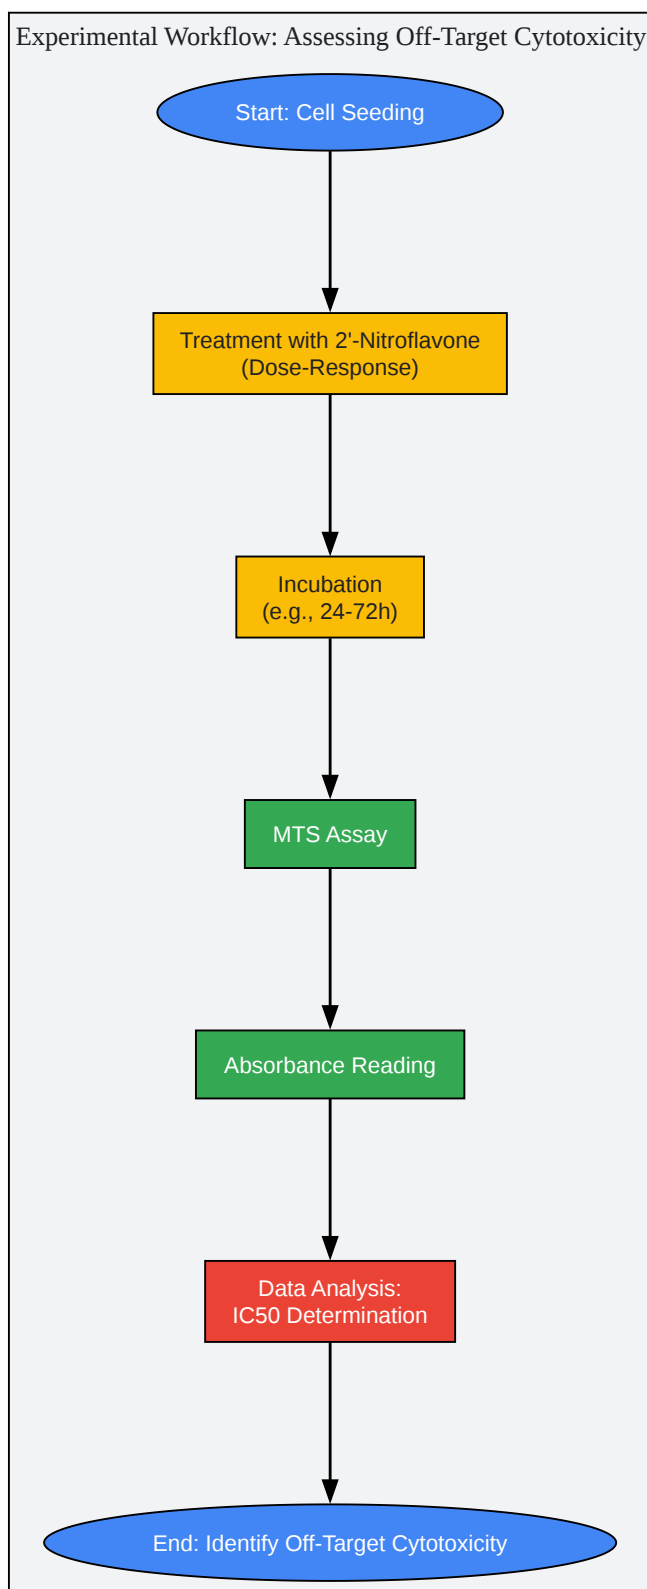 Experimental Workflow: Assessing Off-Target Cytotoxicity
Start: Cell Seeding
Treatment with 2'-Nitroflavone
(Dose-Response)
Incubation
(e.g., 24-72h)
MTS Assay
Absorbance Reading
Data Analysis:
IC50 Determination
End: Identify Off-Target Cytotoxicity